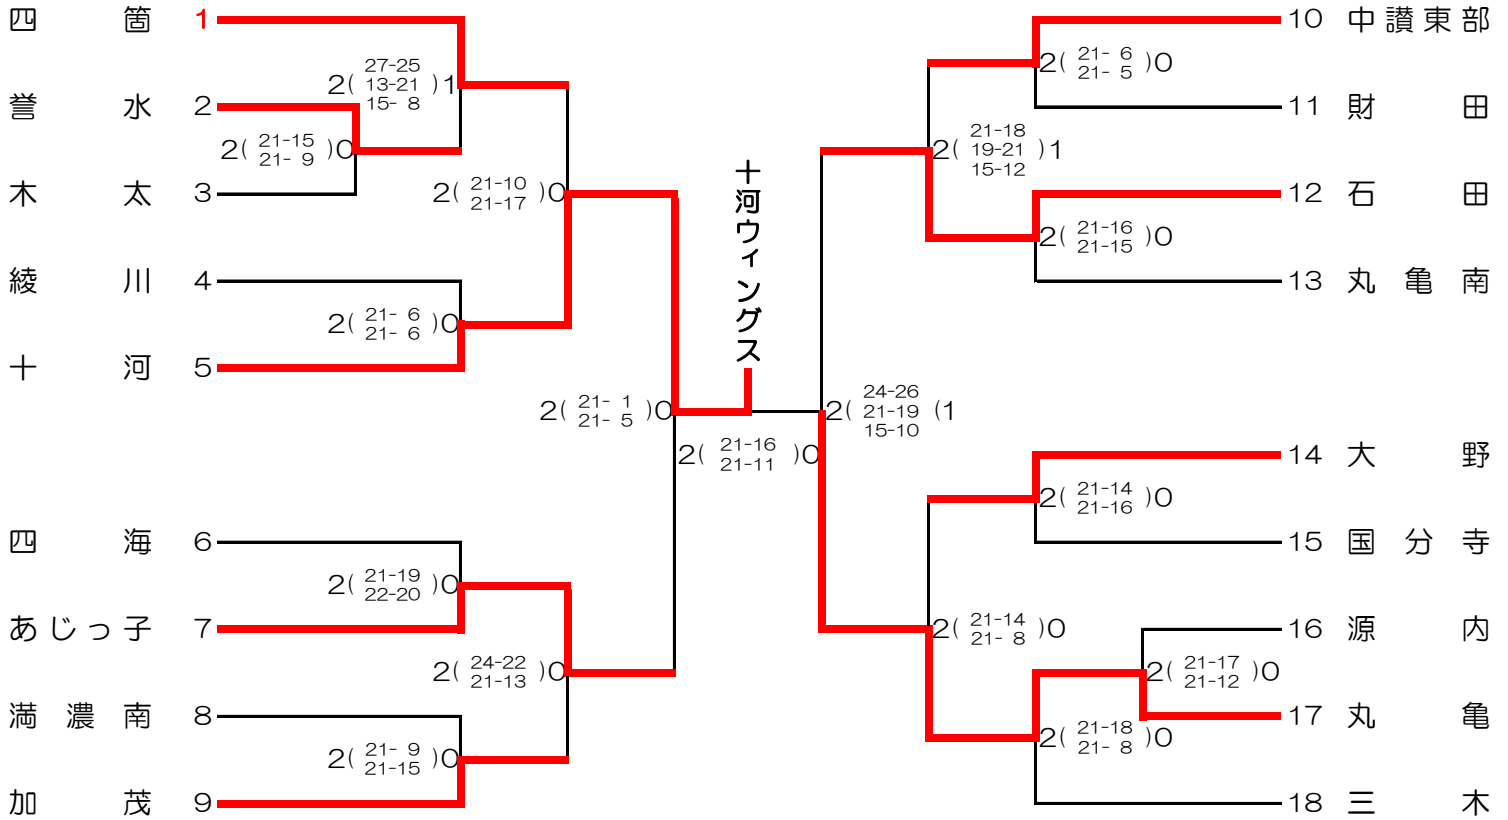 四箇 1
2( 27-25 )1
13-21
15- 8
誉水 2
2( 21-15 )0
21- 9
木太 3
2( 21-10 )0
21-17
綾川 4
2( 21- 6 )0
21- 6
十河 5
2( 21- 1 )0
21- 5
四海 6
2( 21-19 )0
22-20
あじっ子 7
2( 24-22 )0
21-13
満濃南 8
2( 21- 9 )0
21-15
加茂 9
十河ウィングス
2( 21-16 )0
21-11
10 中讃東部
2( 21- 6 )0
21- 5
11 財田
2( 21-18 )1
19-21
15-12
12 石田
2( 21-16 )0
21-15
13 丸亀南
2( 24-26 (1
21-19
15-10
14 大野
2( 21-14 )0
21-16
15 国分寺
2( 21-14 )0
21- 8
16 源内
2( 21-17 )0
21-12
17 丸亀
2( 21-18 )0
21- 8
18 三木